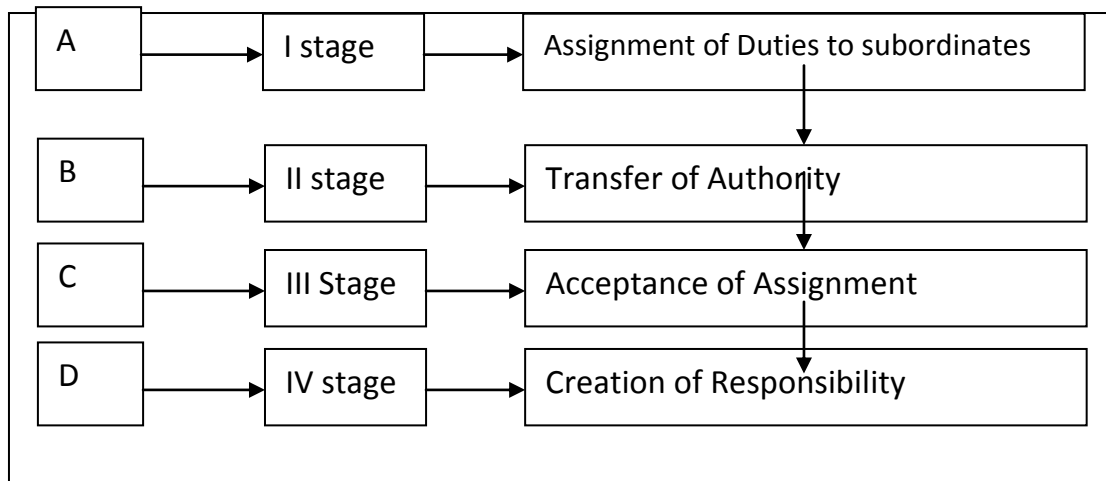 A
I stage
Assignment of Duties to subordinates
B
II stage
Transfer of Authority
C
III Stage
Acceptance of Assignment
D
IV stage
Creation of Responsibility